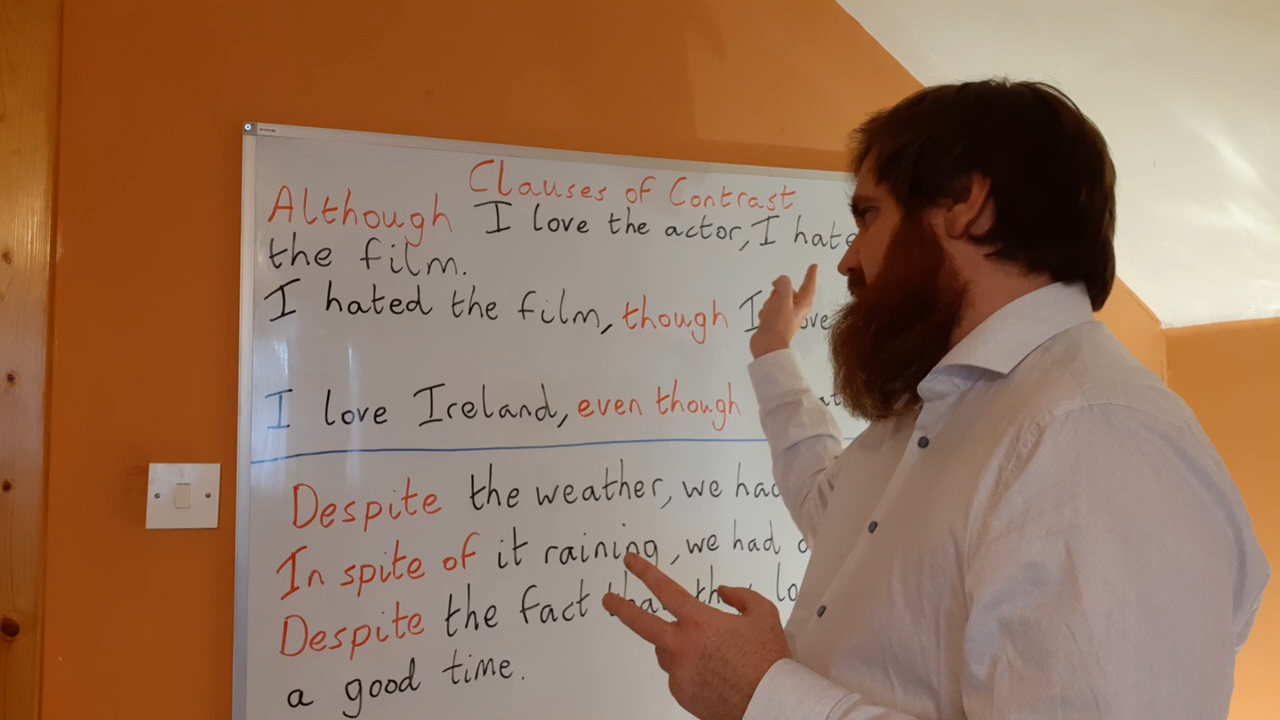 Clauses of Contrast
Although I love the actor, I hate
the film.
I hated the film, though I
I love Ireland, even though
Despite the weather, we had
In spite of it raining, we had
Despite the fact
a good time.